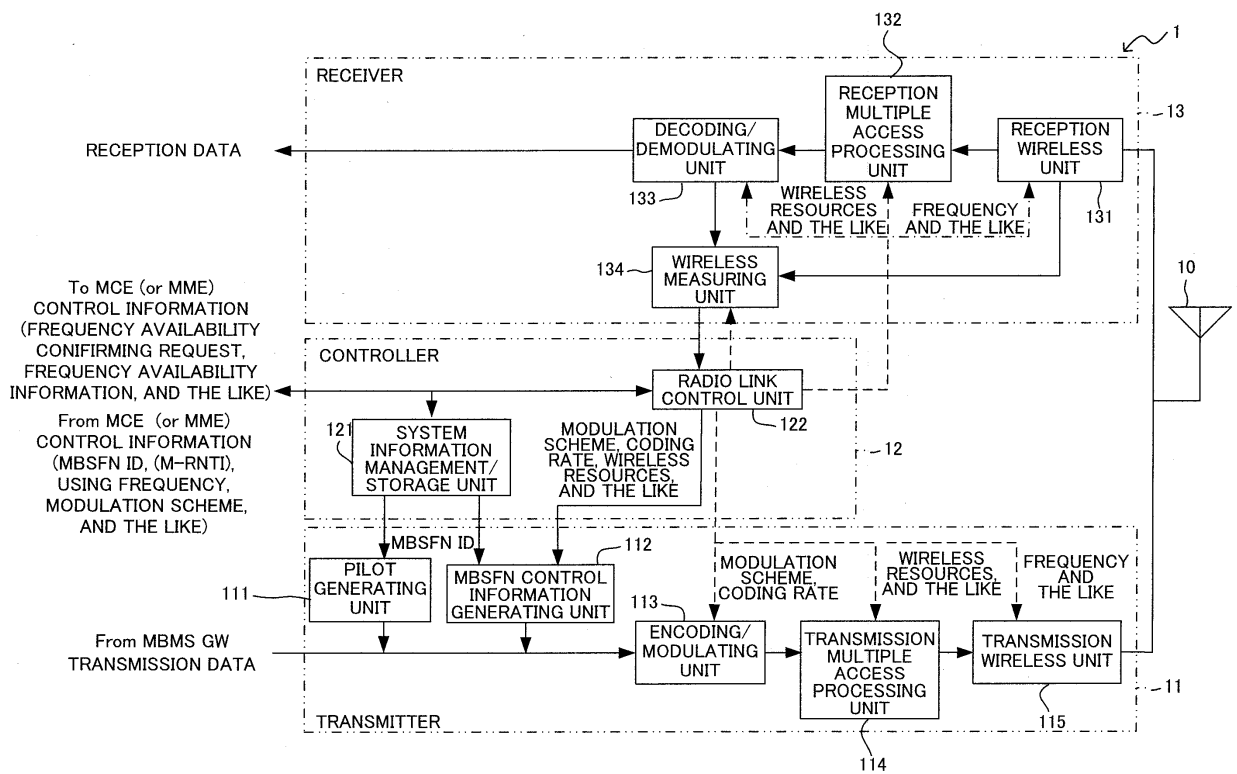 132
1
RECEIVER
RECEPTION
MULTIPLE
ACCESS
PROCESSING
UNIT
13
DECODING/
DEMODULATING
UNIT
RECEPTION
WIRELESS
UNIT
RECEPTION DATA
133
131
WIRELESS
RESOURCES
AND THE LIKE
FREQUENCY
AND THE LIKE
134
WIRELESS
MEASURING
UNIT
10
To MCE (or MME)
CONTROL INFORMATION
(FREQUENCY AVAILABILITY
CONIFIRMING REQUEST,
FREQUENCY AVAILABILITY
INFORMATION, AND THE LIKE)
CONTROLLER
RADIO LINK
CONTROL UNIT
122
From MCE (or MME)
CONTROL INFORMATION
(MBSFN ID, (M-RNTI),
USING FREQUENCY,
MODULATION SCHEME,
AND THE LIKE)
121
SYSTEM
INFORMATION
MANAGEMENT/
STORAGE UNIT
MODULATION
SCHEME, CODING
RATE, WIRELESS
RESOURCES,
AND THE LIKE
12
MBSFN ID
112
111
PILOT
GENERATING
UNIT
MBSFN CONTROL
INFORMATION
GENERATING UNIT
MODULATION
SCHEME,
CODING RATE
WIRELESS
RESOURCES,
AND THE LIKE
FREQUENCY
AND
THE LIKE
113
From MBMS GW
TRANSMISSION DATA
ENCODING/
MODULATING
UNIT
TRANSMISSION
MULTIPLE
ACCESS
PROCESSING
UNIT
TRANSMISSION
WIRELESS UNIT
11
TRANSMITTER
114
115